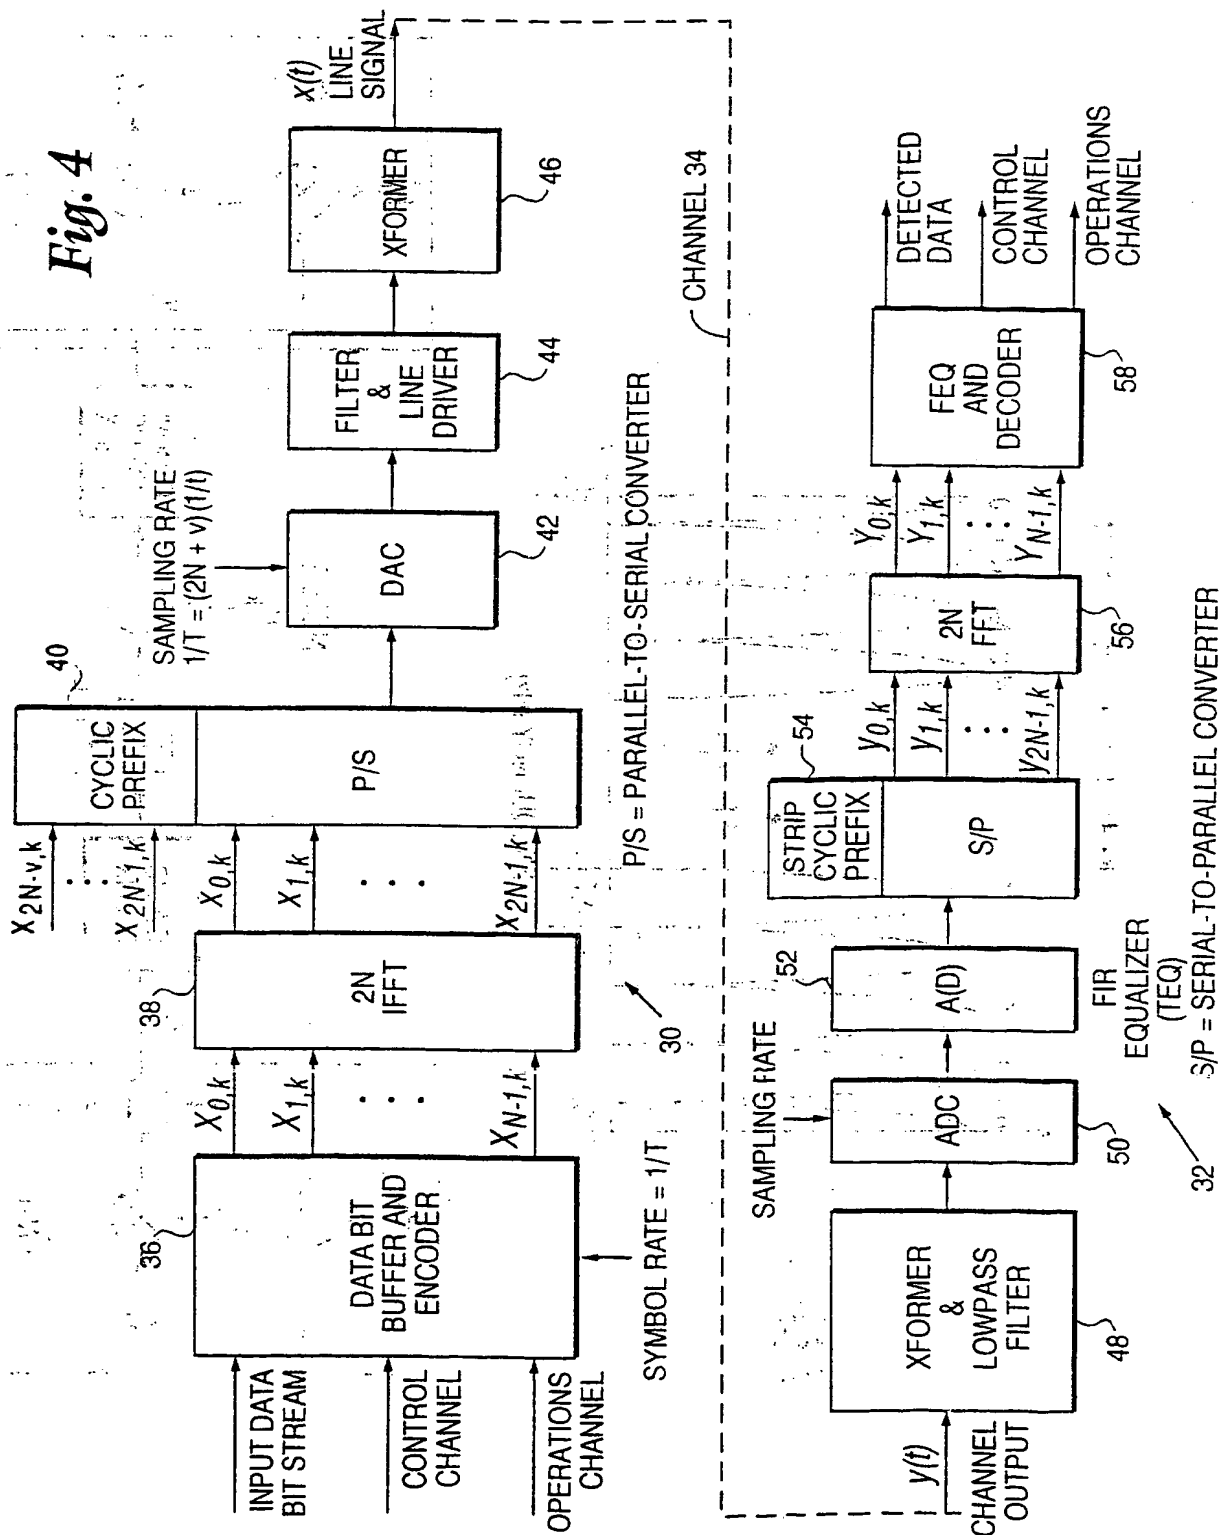 Fig. 4
INPUT DATA
BIT STREAM
CONTROL
CHANNEL
OPERATIONS
CHANNEL
36
DATA BIT
BUFFER AND
ENCODER
SYMBOL RATE = 1/T
X0,k
X1,k
...
XN-1,k
38
2N
IFFT
30
X2N-v,k
...
X2N-1,k
X0,k
X1,k
...
X2N-1,k
40
CYCLIC
PREFIX
P/S
P/S = PARALLEL-TO-SERIAL CONVERTER
SAMPLING RATE
1/T = (2N + v) (1/t)
DAC
42
FILTER
&
LINE
DRIVER
44
XFORMER
46
x(t)
LINE
SIGNAL
CHANNEL 34
y(t)
CHANNEL
OUTPUT
XFORMER
&
LOWPASS
FILTER
48
SAMPLING RATE
ADC
50
52
A(D)
FIR
EQUALIZER
(TEQ)
32
54
STRIP
CYCLIC
PREFIX
S/P
S/P = SERIAL-TO-PARALLEL CONVERTER
y0,k
y1,k
...
y2N-1,k
2N
FFT
56
Y0,k
Y1,k
...
YN-1,k
FEQ
AND
DECODER
58
DETECTED
DATA
CONTROL
CHANNEL
OPERATIONS
CHANNEL